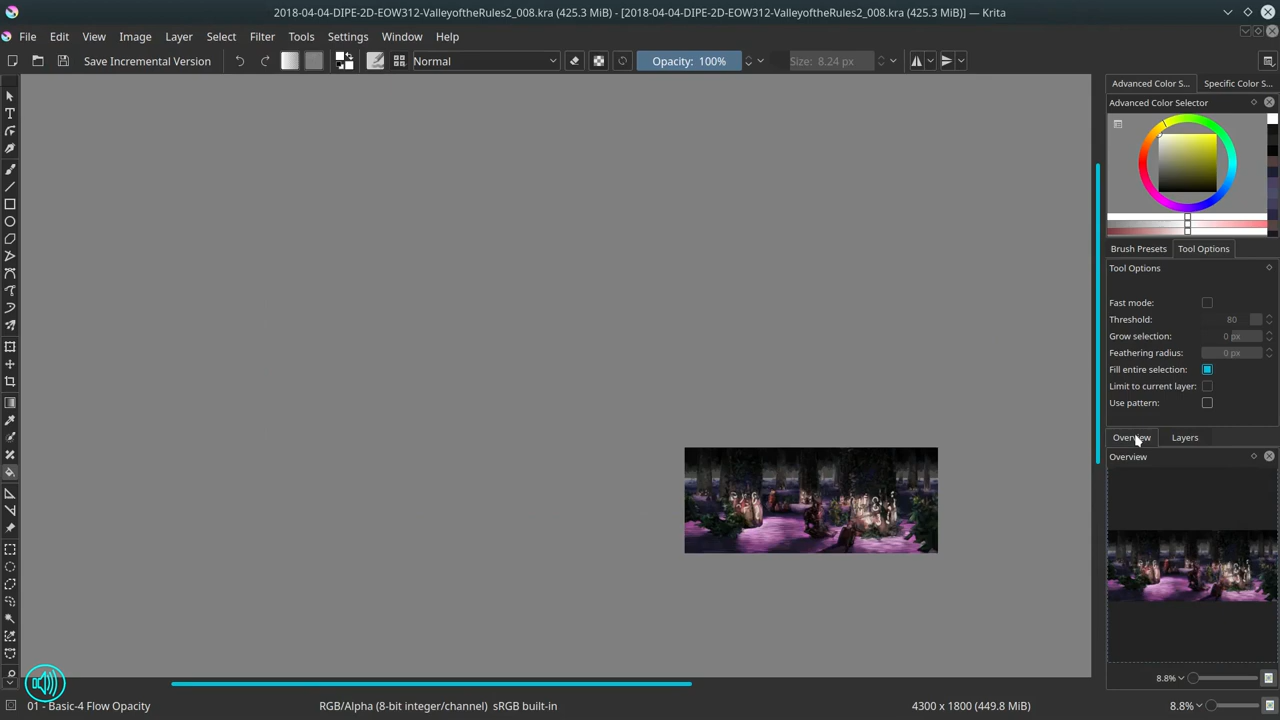 2018-04-04-DIPE-2D-EOW312-ValleyoftheRules2_008.kra (425.3 MiB) - [2018-04-04-DIPE-2D-EOW312-ValleyoftheRules2_008.kra (425.3 MiB)] — Krita
File Edit View Image Layer Select Filter Tools Settings Window Help
Save Incremental Version Normal Opacity: 100% Size: 8.24 px
Advanced Color S... Specific Color S...
Advanced Color Selector
Brush Presets Tool Options
Tool Options
Fast mode:
Threshold: 80
Grow selection: 0 px
Feathering radius: 0 px
Fill entire selection:
Limit to current layer:
Use pattern:
Overview Layers
Overview
8.8%
01 - Basic-4 Flow Opacity RGB/Alpha (8-bit integer/channel) sRGB built-in 4300 x 1800 (449.8 MiB) 8.8%